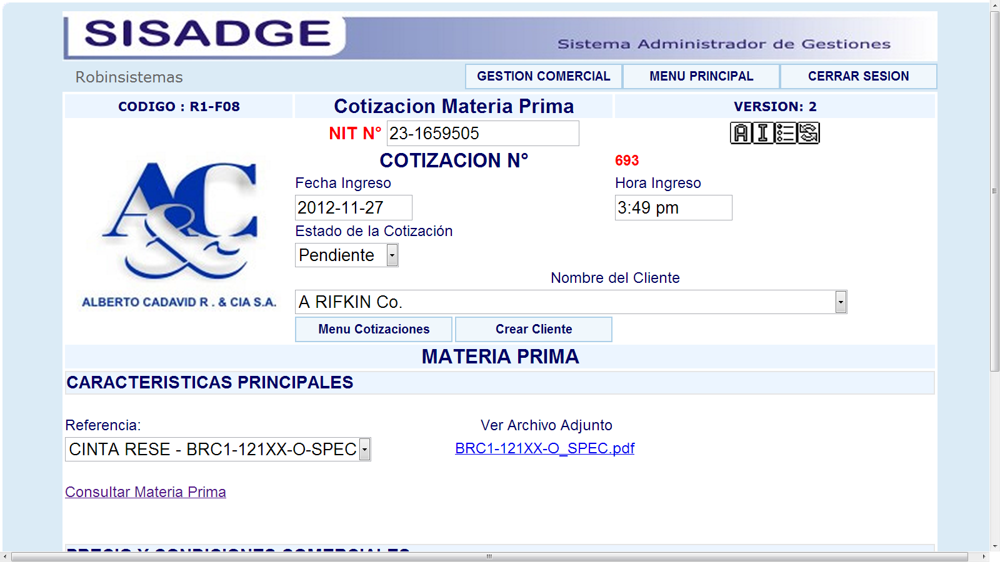 SISADGE
Sistema Administrador de Gestiones
Robinsistemas
GESTION COMERCIAL MENU PRINCIPAL CERRAR SESION
CODIGO : R1-F08 Cotizacion Materia Prima VERSION: 2
NIT N° 23-1659505 A I
COTIZACION N° 693
Fecha Ingreso Hora Ingreso
2012-11-27 3:49 pm
Estado de la Cotización
Pendiente
A&C
ALBERTO CADAVID R . & CIA S.A.
Nombre del Cliente
A RIFKIN Co.
Menu Cotizaciones Crear Cliente
MATERIA PRIMA
CARACTERISTICAS PRINCIPALES
Referencia: Ver Archivo Adjunto
CINTA RESE - BRC1-121XX-O-SPEC BRC1-121XX-O_SPEC.pdf
Consultar Materia Prima
PRECIO Y CONDICIONES COMERCIALES